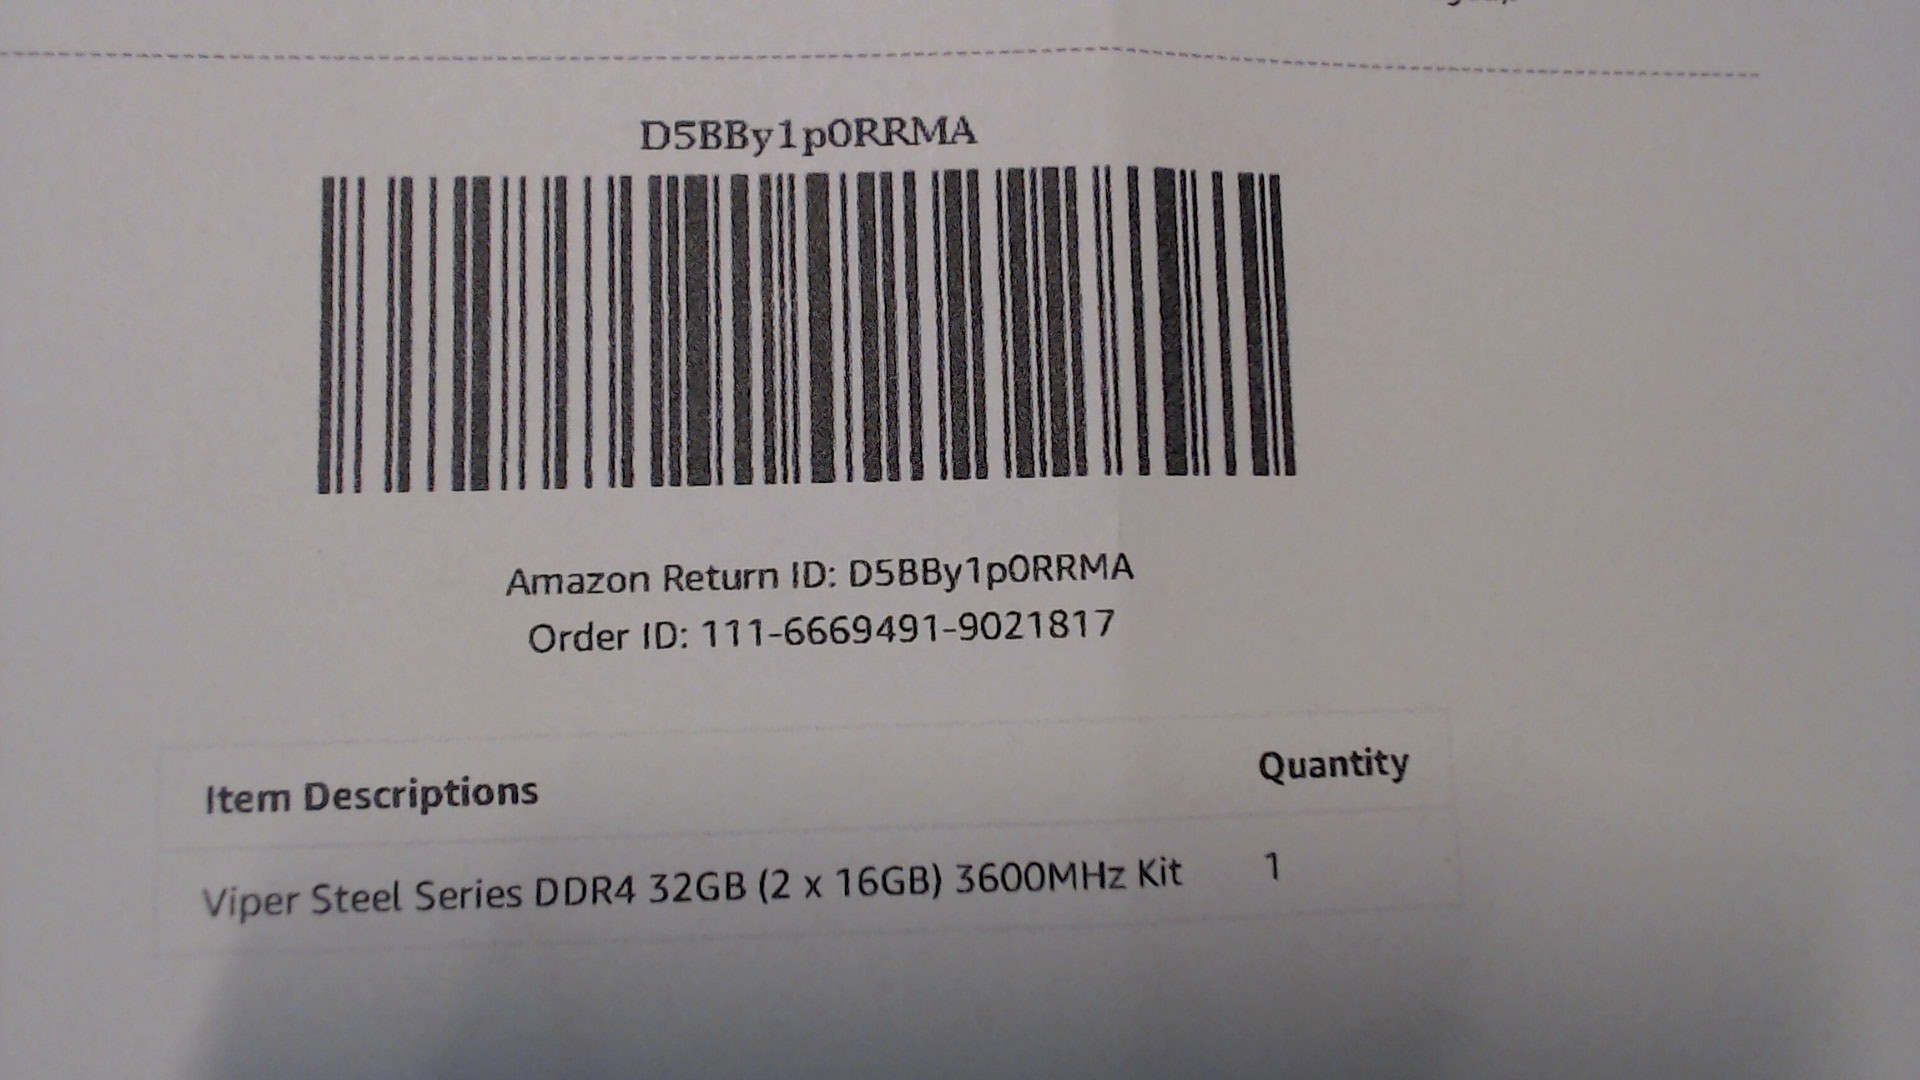 D5BBy1p0RRMA
Amazon Return ID: D5BBy1p0RRMA
Order ID: 111-6669491-9021817
Item Descriptions Quantity
Viper Steel Series DDR4 32GB (2 x 16GB) 3600MHz Kit 1